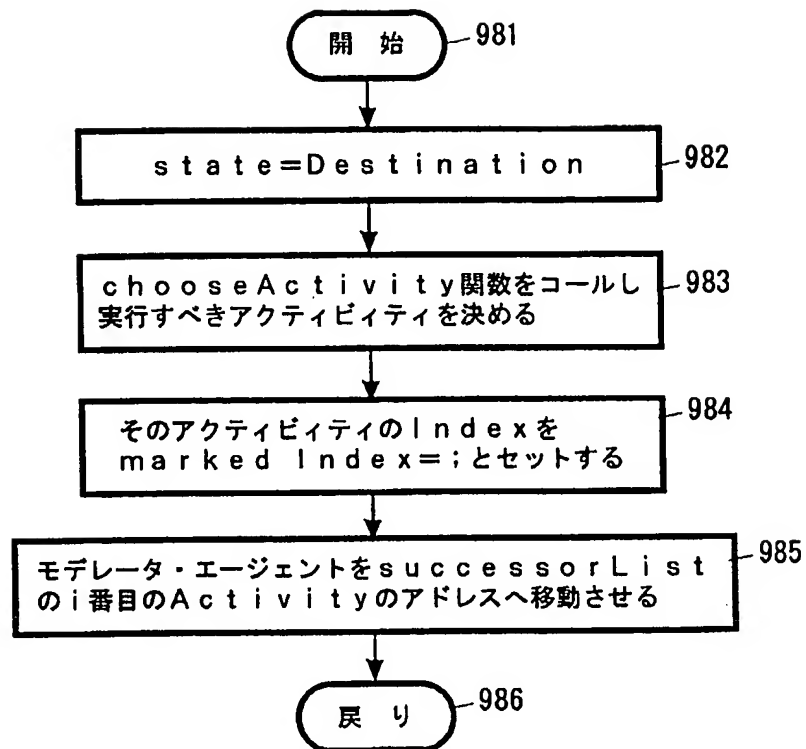 開 始
981
state=Destination
982
chooseActivity関数をコールし
実行すべきアクティビィティを決める
983
そのアクティビィティのIndexを
marked Index=;とセットする
984
モデレータ・エージェントをsuccessorList
のi番目のActivityのアドレスへ移動させる
985
戻 り
986